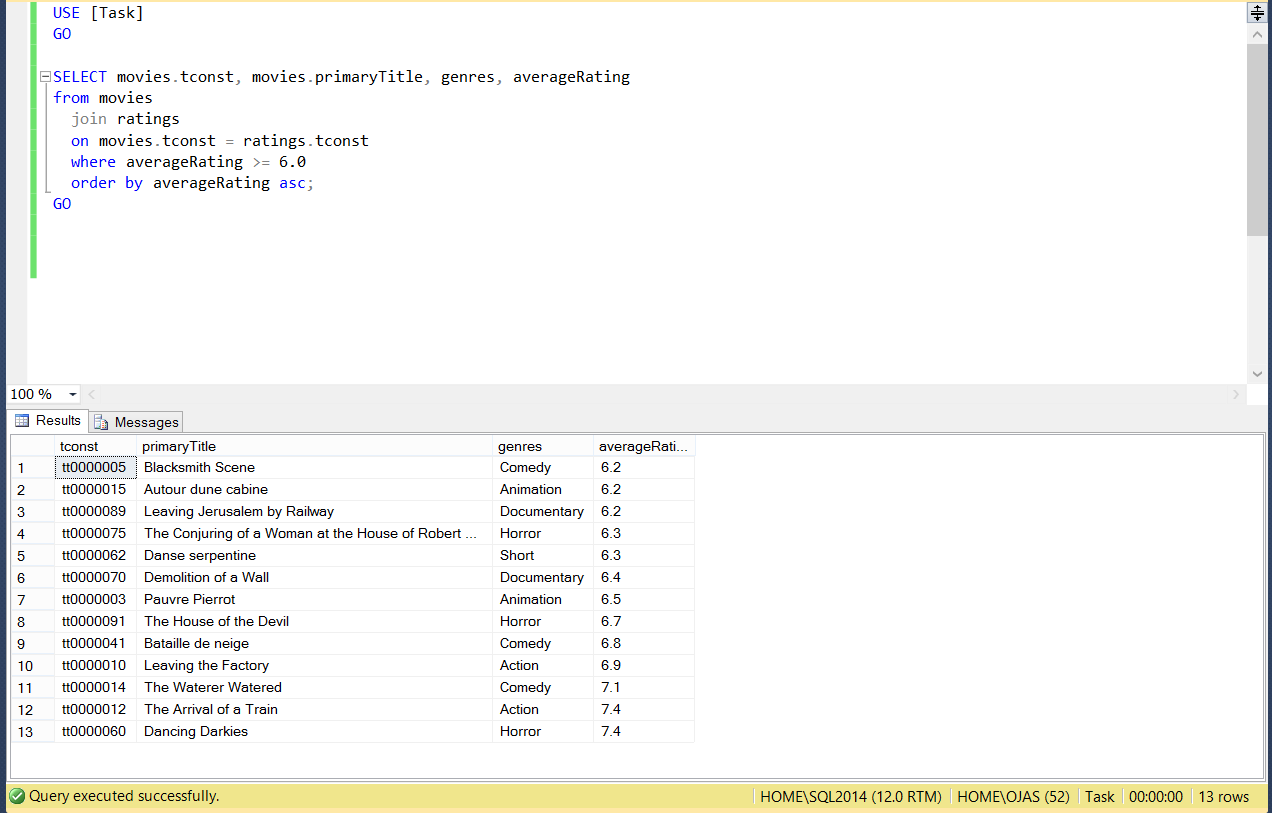 USE [Task]
GO
SELECT movies.tconst, movies.primaryTitle, genres, averageRating
from movies
join ratings
on movies.tconst = ratings.tconst
where averageRating >= 6.0
order by averageRating asc;
GO
100 %
Results Messages
tconst primaryTitle genres averageRati...
1 tt0000005 Blacksmith Scene Comedy 6.2
2 tt0000015 Autour dune cabine Animation 6.2
3 tt0000089 Leaving Jerusalem by Railway Documentary 6.2
4 tt0000075 The Conjuring of a Woman at the House of Robert ... Horror 6.3
5 tt0000062 Danse serpentine Short 6.3
6 tt0000070 Demolition of a Wall Documentary 6.4
7 tt0000003 Pauvre Pierrot Animation 6.5
8 tt0000091 The House of the Devil Horror 6.7
9 tt0000041 Bataille de neige Comedy 6.8
10 tt0000010 Leaving the Factory Action 6.9
11 tt0000014 The Waterer Watered Comedy 7.1
12 tt0000012 The Arrival of a Train Action 7.4
13 tt0000060 Dancing Darkies Horror 7.4
Query executed successfully. HOME\SQL2014 (12.0 RTM) HOME\OJAS (52) Task 00:00:00 13 rows